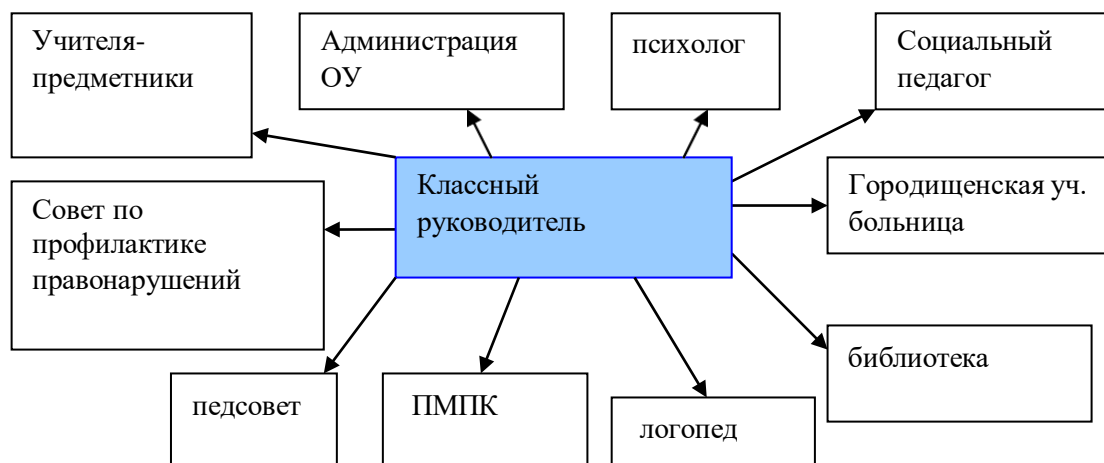 Учителя-
предметники
Администрация
ОУ
психолог
Социальный
педагог
Классный
руководитель
Городищенская уч.
больница
Совет по
профилактике
правонарушений
библиотека
педсовет
ПМПК
логопед